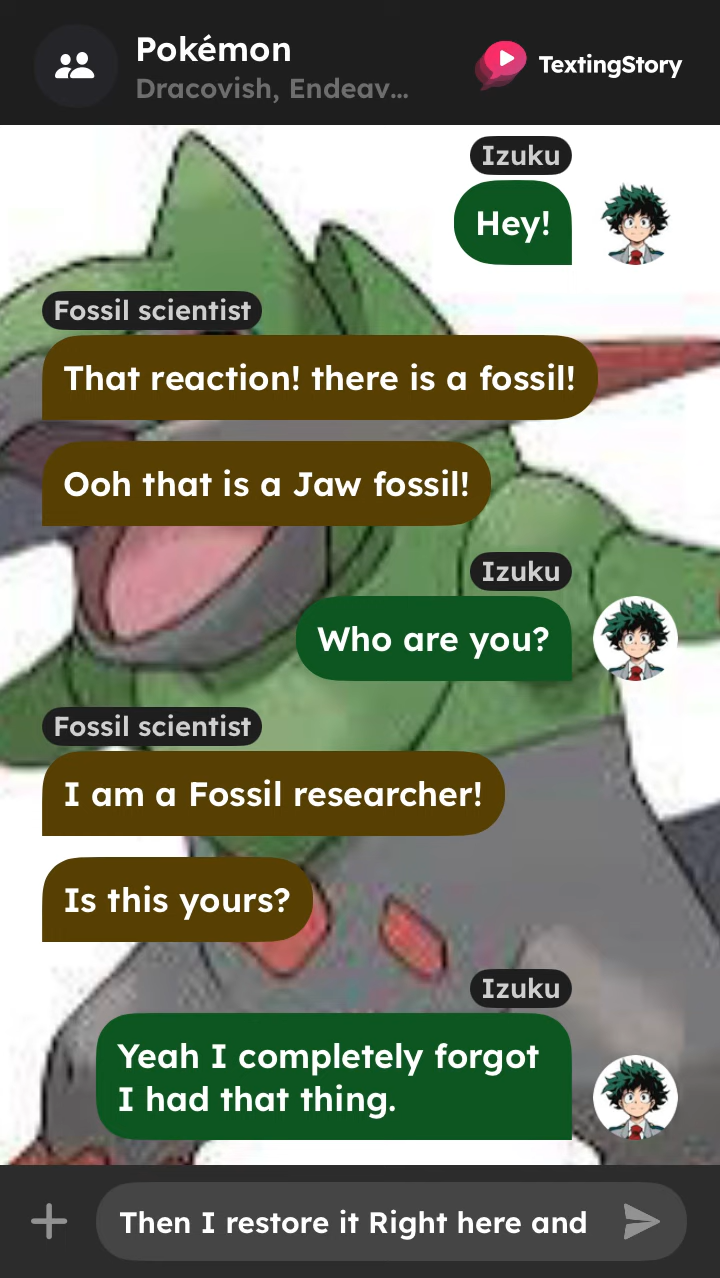 Pokémon
Dracovish, Endeav...
TextingStory
Izuku
Hey!
Fossil scientist
That reaction! there is a fossil!
Ooh that is a Jaw fossil!
Izuku
Who are you?
Fossil scientist
I am a Fossil researcher!
Is this yours?
Izuku
Yeah I completely forgot
I had that thing.
Then I restore it Right here and